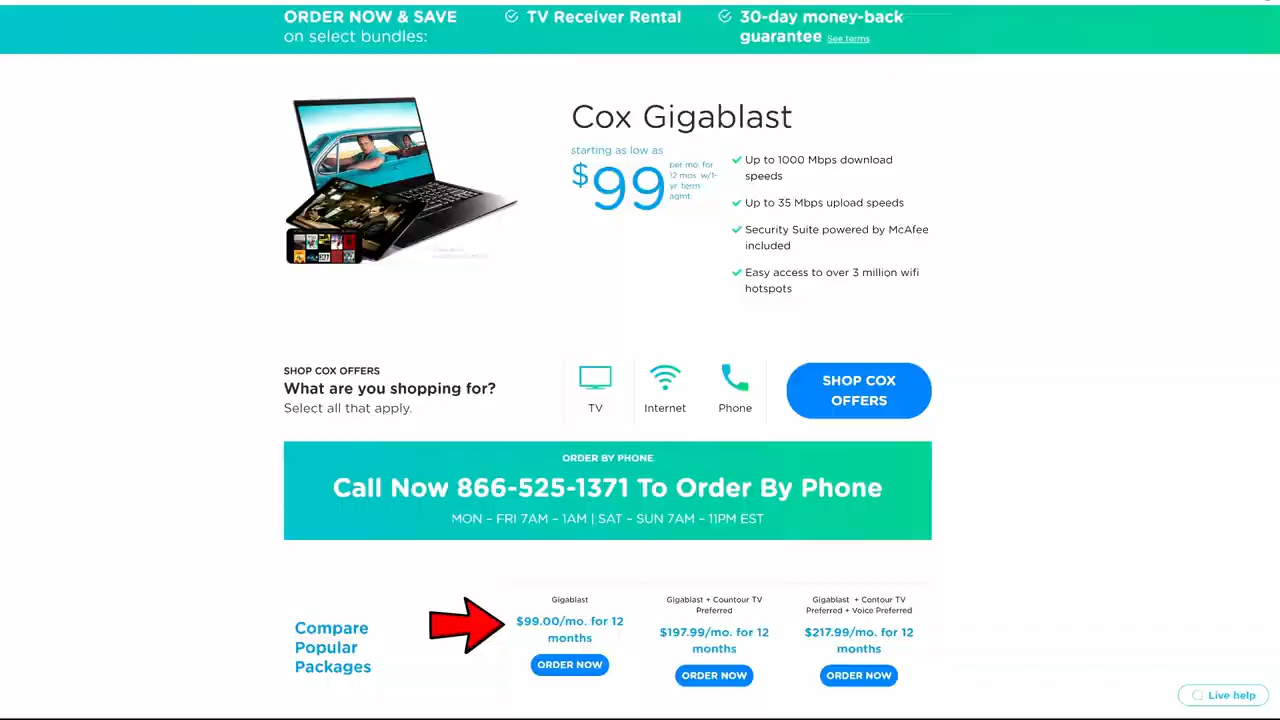 ORDER NOW & SAVE
on select bundles:
TV Receiver Rental
30-day money-back
guarantee See terms
Cox Gigablast
starting as low as
$99
per mo. for
12 mos. w/1-
yr term
agmt.
Up to 1000 Mbps download
speeds
Up to 35 Mbps upload speeds
Security Suite powered by McAfee
included
Easy access to over 3 million wifi
hotspots
SHOP COX OFFERS
What are you shopping for?
Select all that apply.
TV
Internet
Phone
SHOP COX
OFFERS
ORDER BY PHONE
Call Now 866-525-1371 To Order By Phone
MON – FRI 7AM – 1AM | SAT – SUN 7AM – 11PM EST
Compare
Popular
Packages
Gigablast
$99.00/mo. for 12
months
ORDER NOW
Gigablast + Countour TV
Preferred
$197.99/mo. for 12
months
ORDER NOW
Gigablast + Contour TV
Preferred + Voice Preferred
$217.99/mo. for 12
months
ORDER NOW
Live help